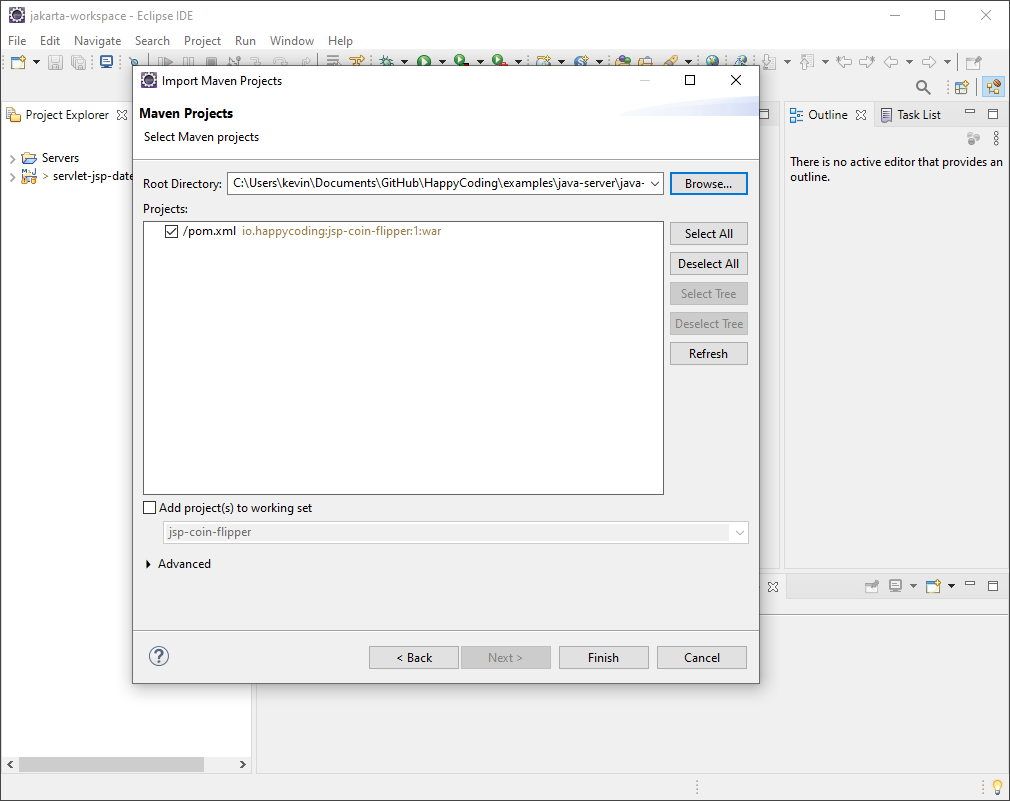 jakarta-workspace - Eclipse IDE
File Edit Navigate Search Project Run Window Help
Import Maven Projects
Project Explorer
Servers
> servlet-jsp-date
Maven Projects
Select Maven projects
Root Directory: C:\Users\kevin\Documents\GitHub\HappyCoding\examples\java-server\java- Browse...
Projects:
/pom.xml io.happycoding:jsp-coin-flipper:1:war
Select All
Deselect All
Select Tree
Deselect Tree
Refresh
Add project(s) to working set
jsp-coin-flipper
Advanced
? < Back Next > Finish Cancel
Outline Task List
There is no active editor that provides an
outline.